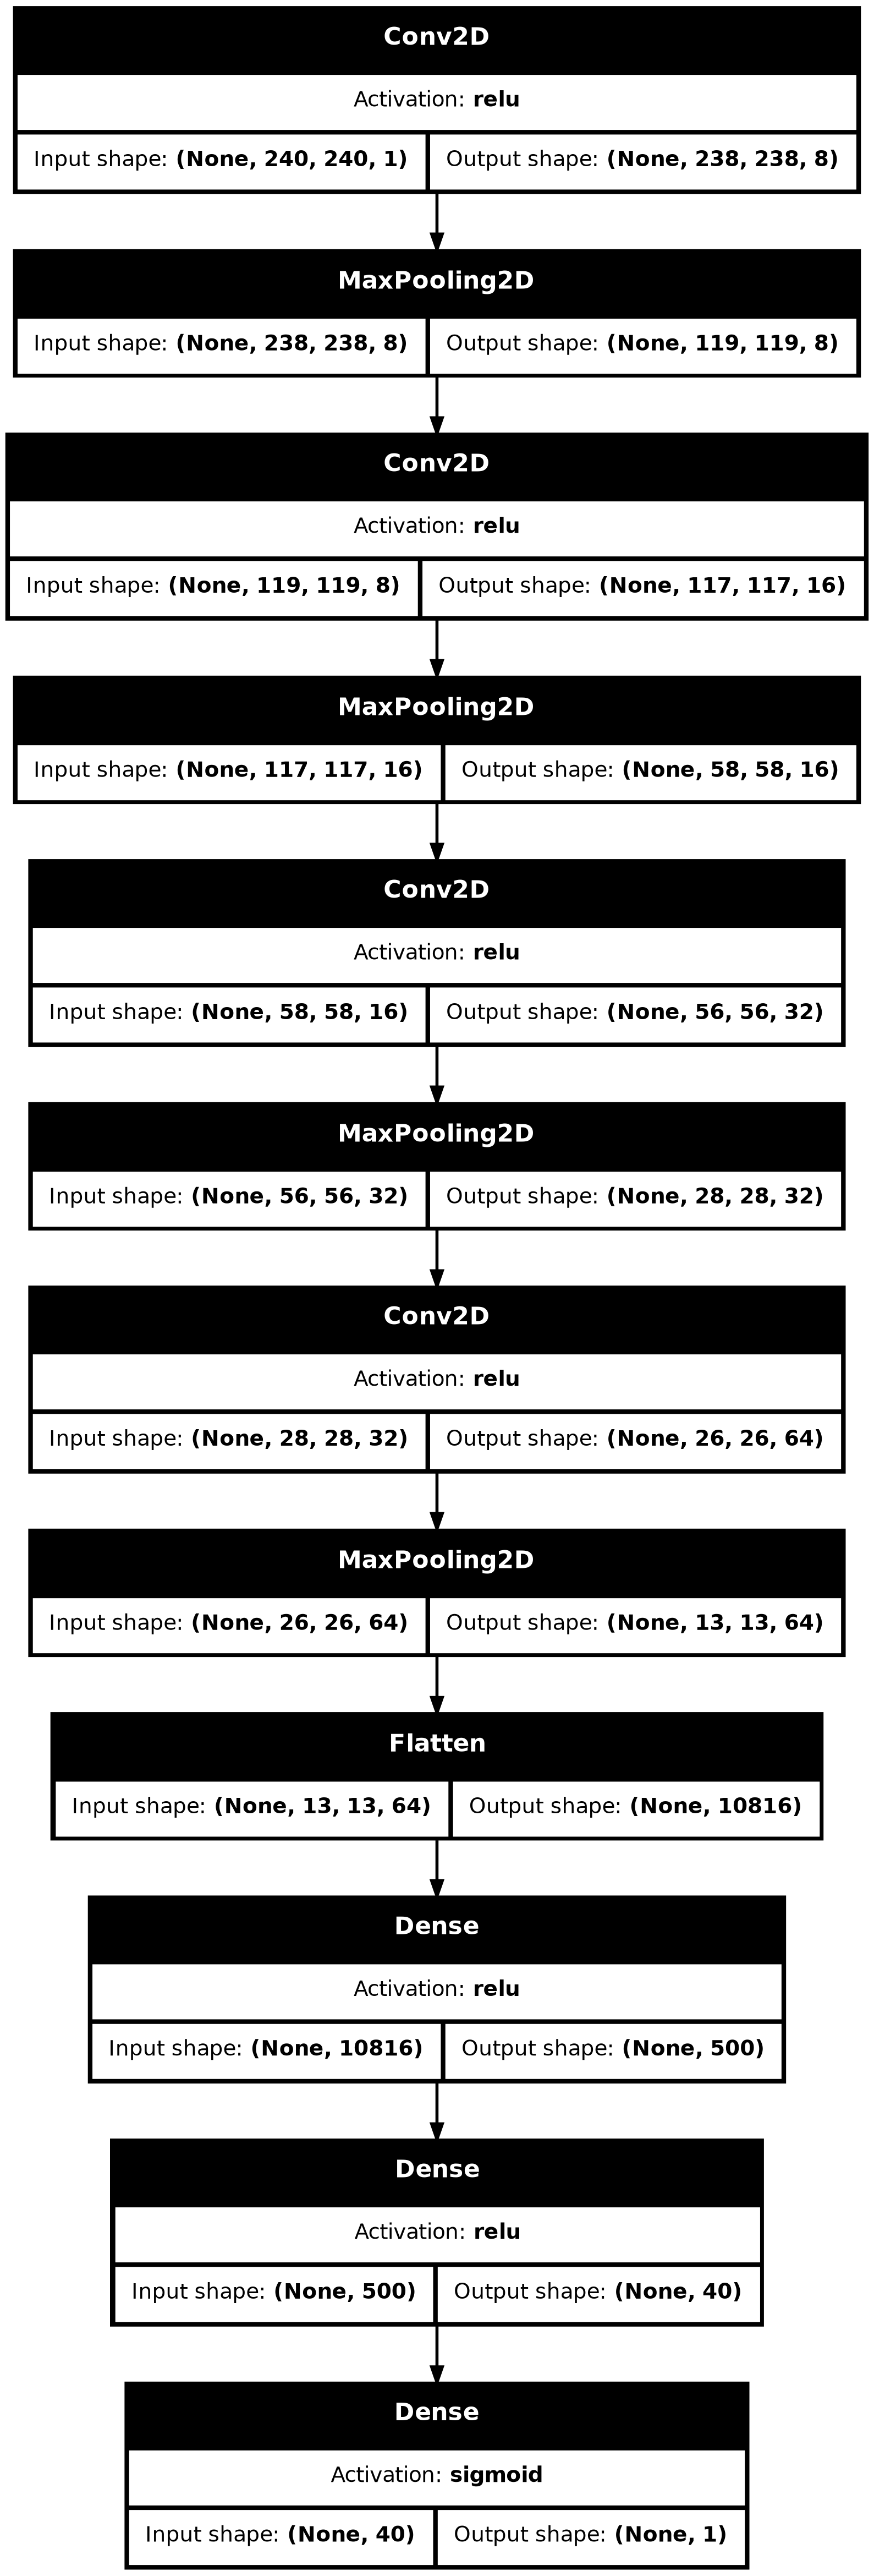 Conv2D
Activation: relu
Input shape: (None, 240, 240, 1) Output shape: (None, 238, 238, 8)
MaxPooling2D
Input shape: (None, 238, 238, 8) Output shape: (None, 119, 119, 8)
Conv2D
Activation: relu
Input shape: (None, 119, 119, 8) Output shape: (None, 117, 117, 16)
MaxPooling2D
Input shape: (None, 117, 117, 16) Output shape: (None, 58, 58, 16)
Conv2D
Activation: relu
Input shape: (None, 58, 58, 16) Output shape: (None, 56, 56, 32)
MaxPooling2D
Input shape: (None, 56, 56, 32) Output shape: (None, 28, 28, 32)
Conv2D
Activation: relu
Input shape: (None, 28, 28, 32) Output shape: (None, 26, 26, 64)
MaxPooling2D
Input shape: (None, 26, 26, 64) Output shape: (None, 13, 13, 64)
Flatten
Input shape: (None, 13, 13, 64) Output shape: (None, 10816)
Dense
Activation: relu
Input shape: (None, 10816) Output shape: (None, 500)
Dense
Activation: relu
Input shape: (None, 500) Output shape: (None, 40)
Dense
Activation: sigmoid
Input shape: (None, 40) Output shape: (None, 1)